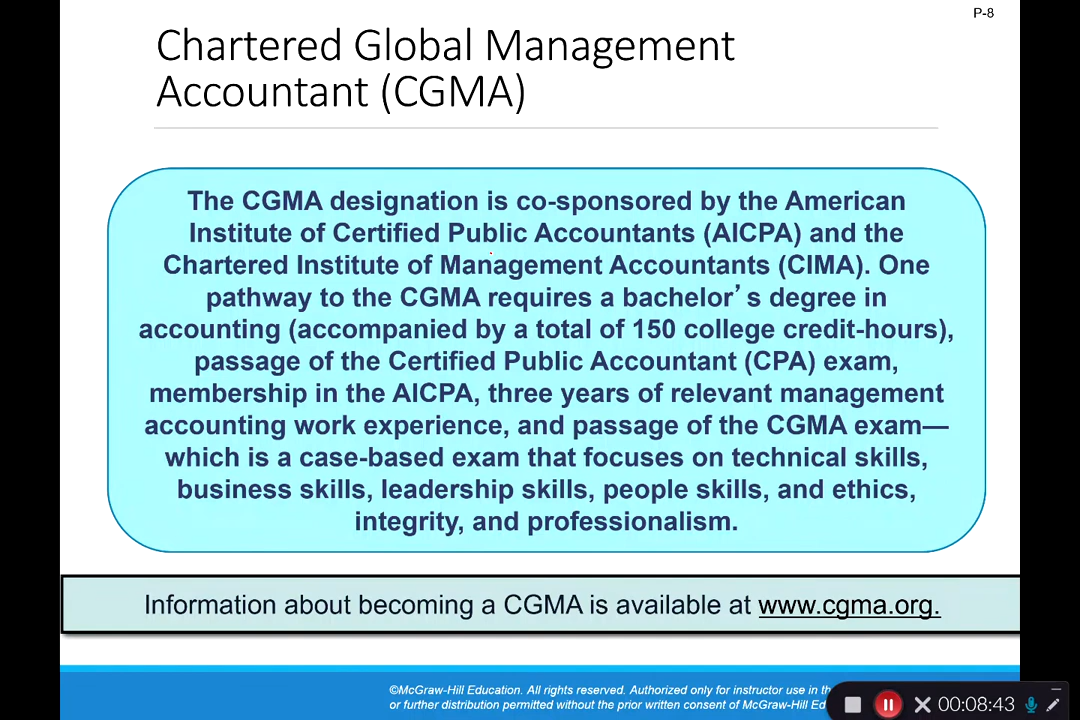 P-8
Chartered Global Management
Accountant (CGMA)
The CGMA designation is co-sponsored by the American
Institute of Certified Public Accountants (AICPA) and the
Chartered Institute of Management Accountants (CIMA). One
pathway to the CGMA requires a bachelor’s degree in
accounting (accompanied by a total of 150 college credit-hours),
passage of the Certified Public Accountant (CPA) exam,
membership in the AICPA, three years of relevant management
accounting work experience, and passage of the CGMA exam—
which is a case-based exam that focuses on technical skills,
business skills, leadership skills, people skills, and ethics,
integrity, and professionalism.
Information about becoming a CGMA is available at www.cgma.org.
©McGraw-Hill Education. All rights reserved. Authorized only for instructor use in
or further distribution permitted without the prior written consent of McGraw-Hill
00:08:43